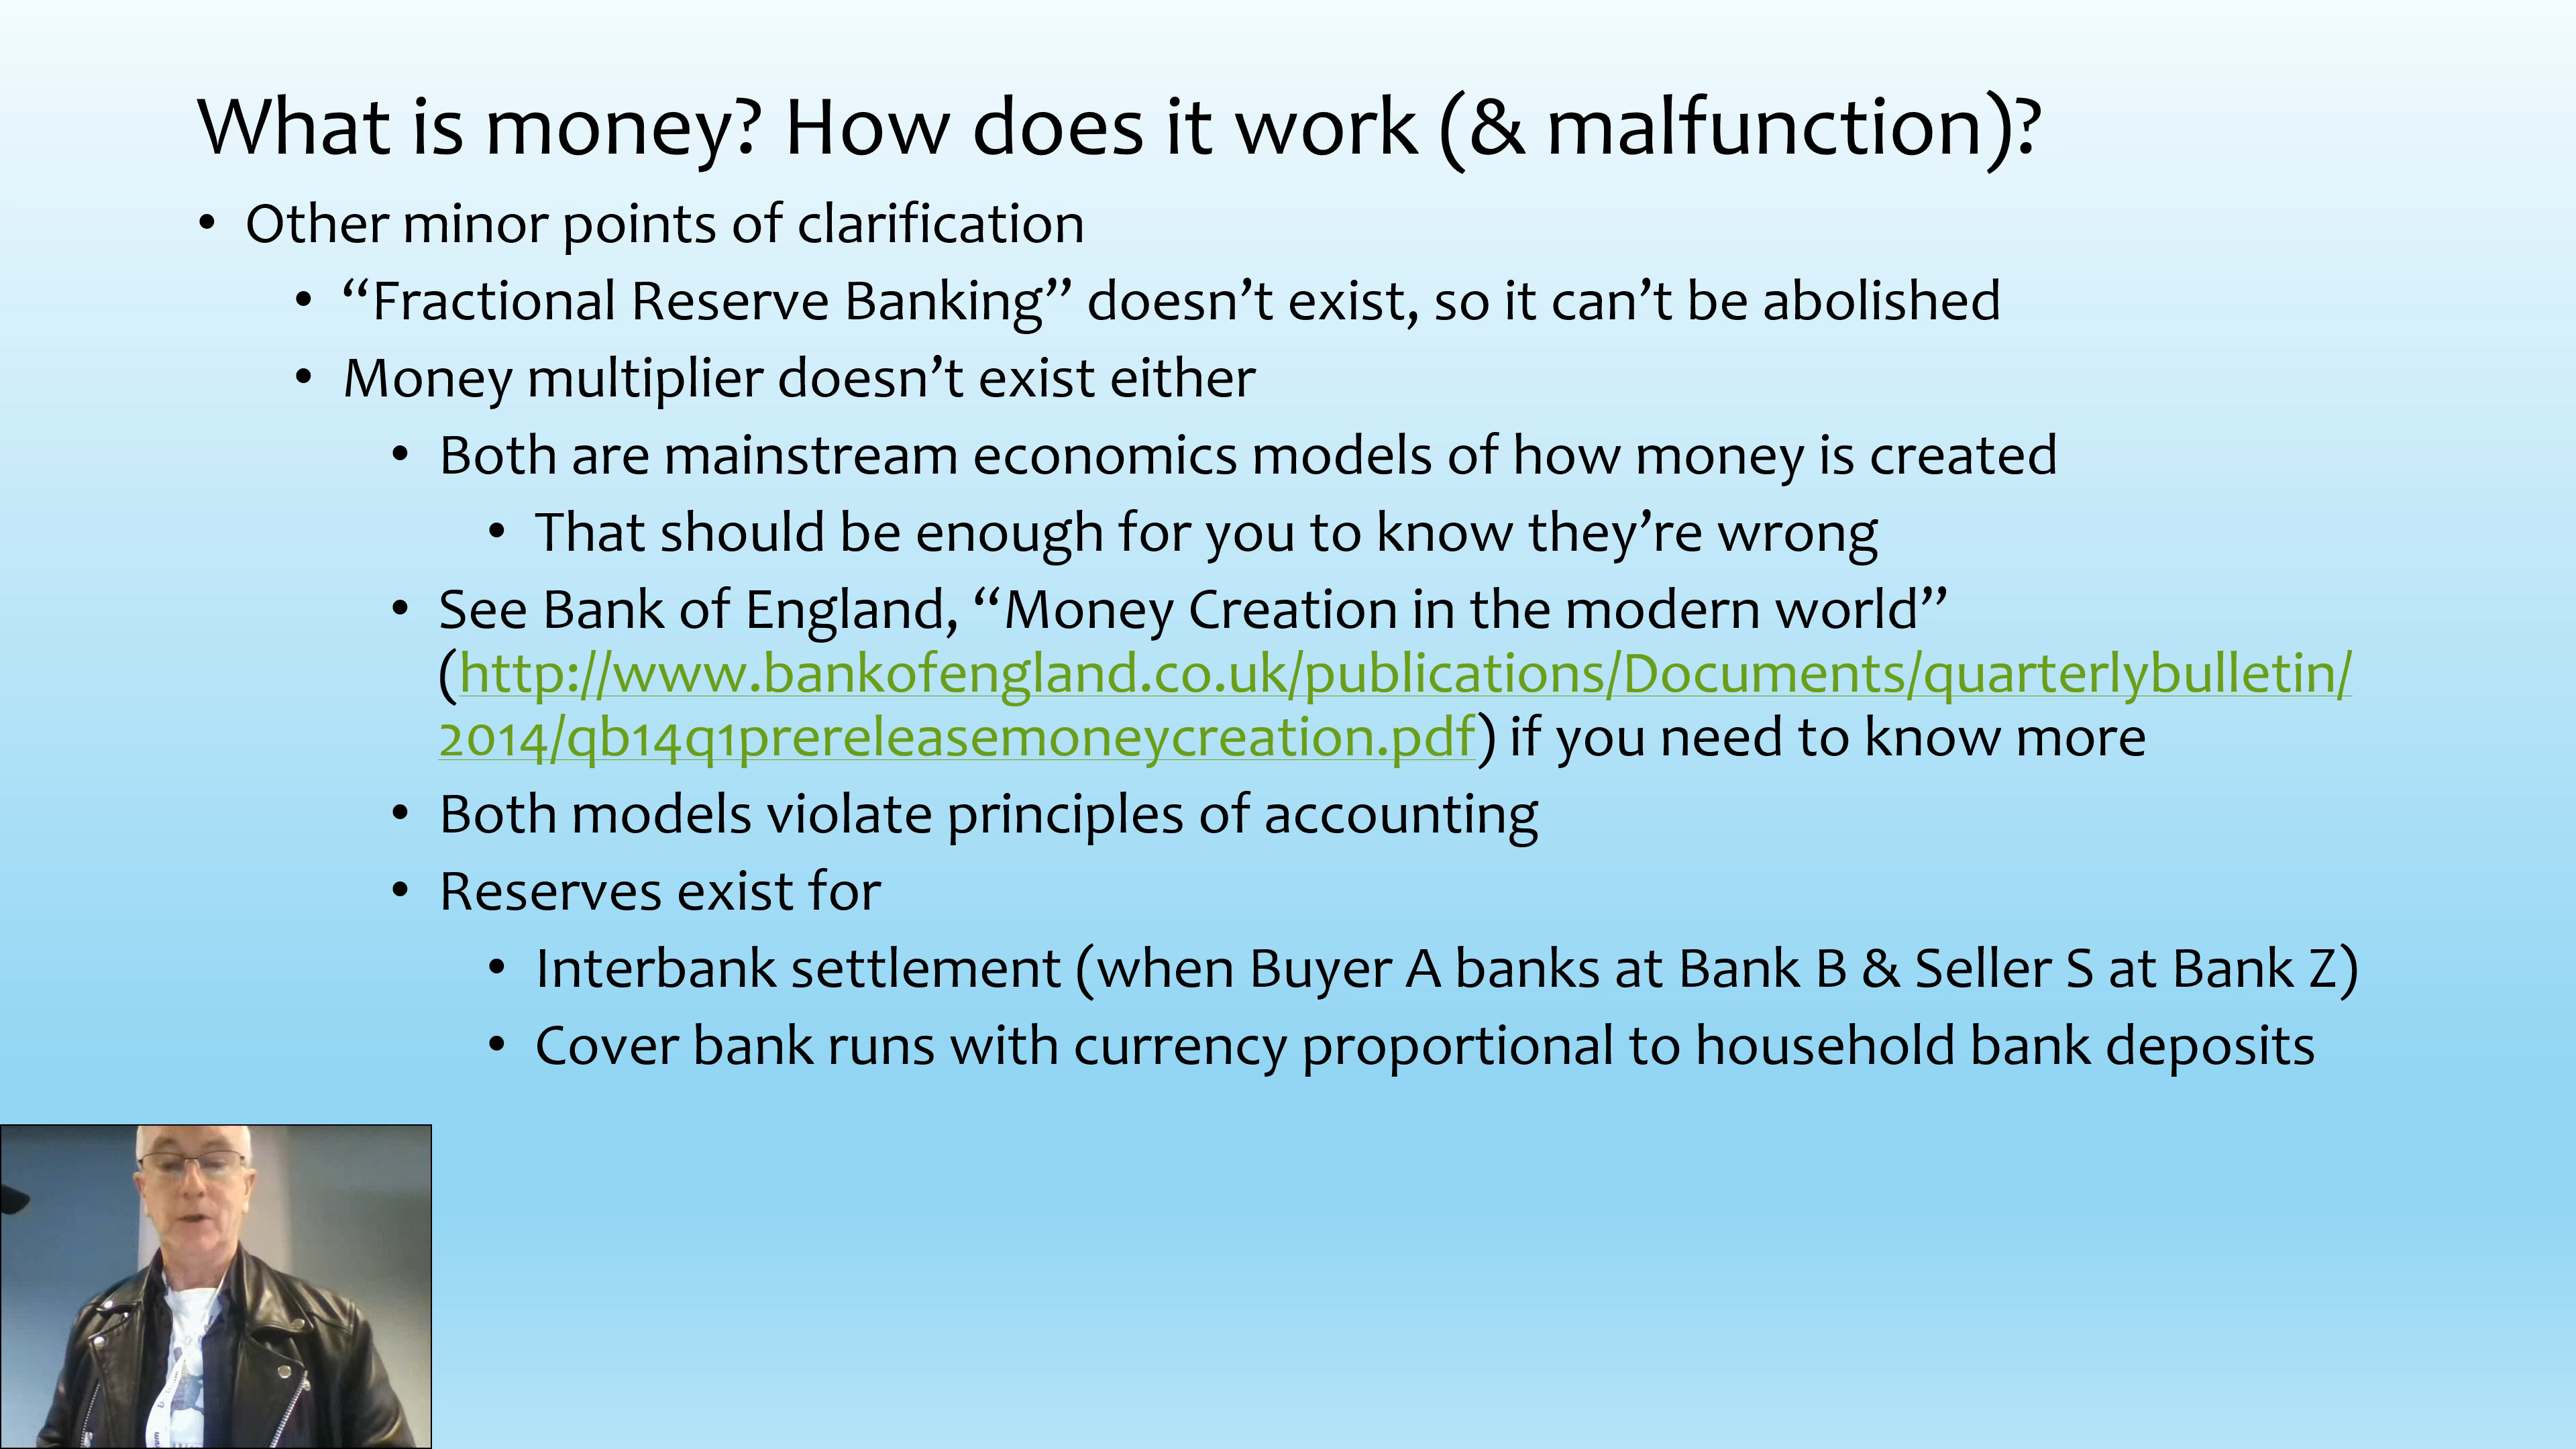 What is money? How does it work (& malfunction)?
• Other minor points of clarification
• “Fractional Reserve Banking” doesn’t exist, so it can’t be abolished
• Money multiplier doesn’t exist either
• Both are mainstream economics models of how money is created
• That should be enough for you to know they’re wrong
• See Bank of England, “Money Creation in the modern world”
(http://www.bankofengland.co.uk/publications/Documents/quarterlybulletin/
2014/qb14q1prereleasemoneycreation.pdf) if you need to know more
• Both models violate principles of accounting
• Reserves exist for
• Interbank settlement (when Buyer A banks at Bank B & Seller S at Bank Z)
• Cover bank runs with currency proportional to household bank deposits